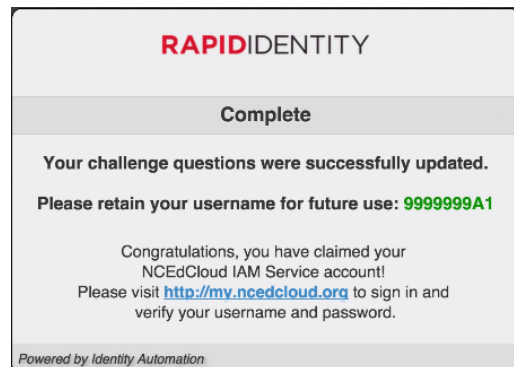 RAPIDIDENTITY
Complete
Your challenge questions were successfully updated.
Please retain your username for future use: 9999999A1
Congratulations, you have claimed your
NCEdCloud IAM Service account!
Please visit http://my.ncedcloud.org to sign in and
verify your username and password.
Powered by Identity Automation